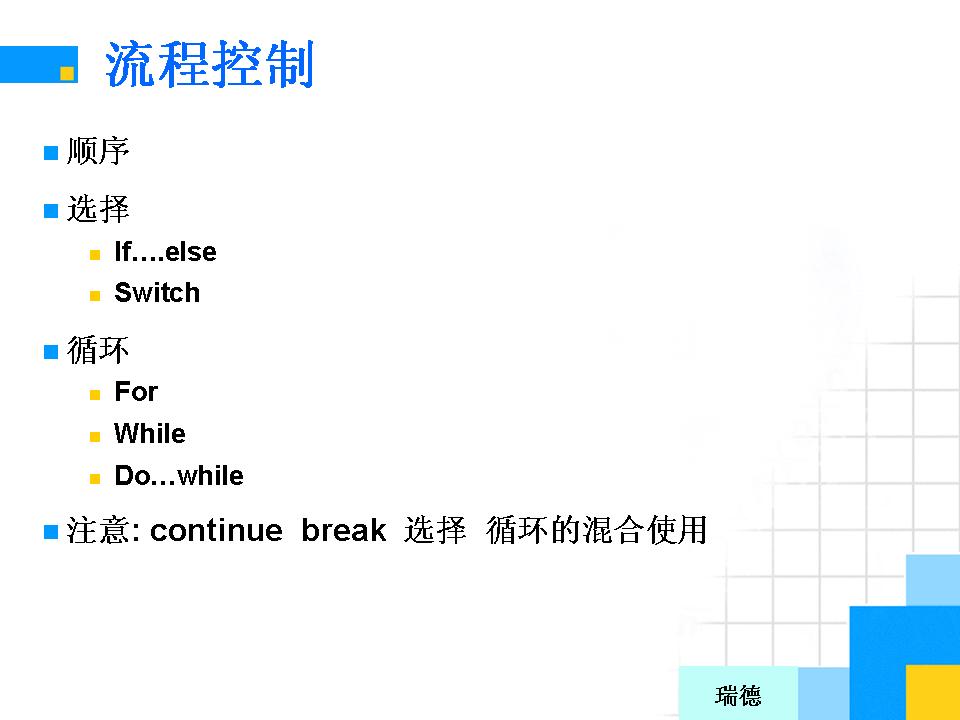 流程控制
顺序
选择
If….else
Switch
循环
For
While
Do…while
注意: continue break 选择 循环的混合使用
瑞德